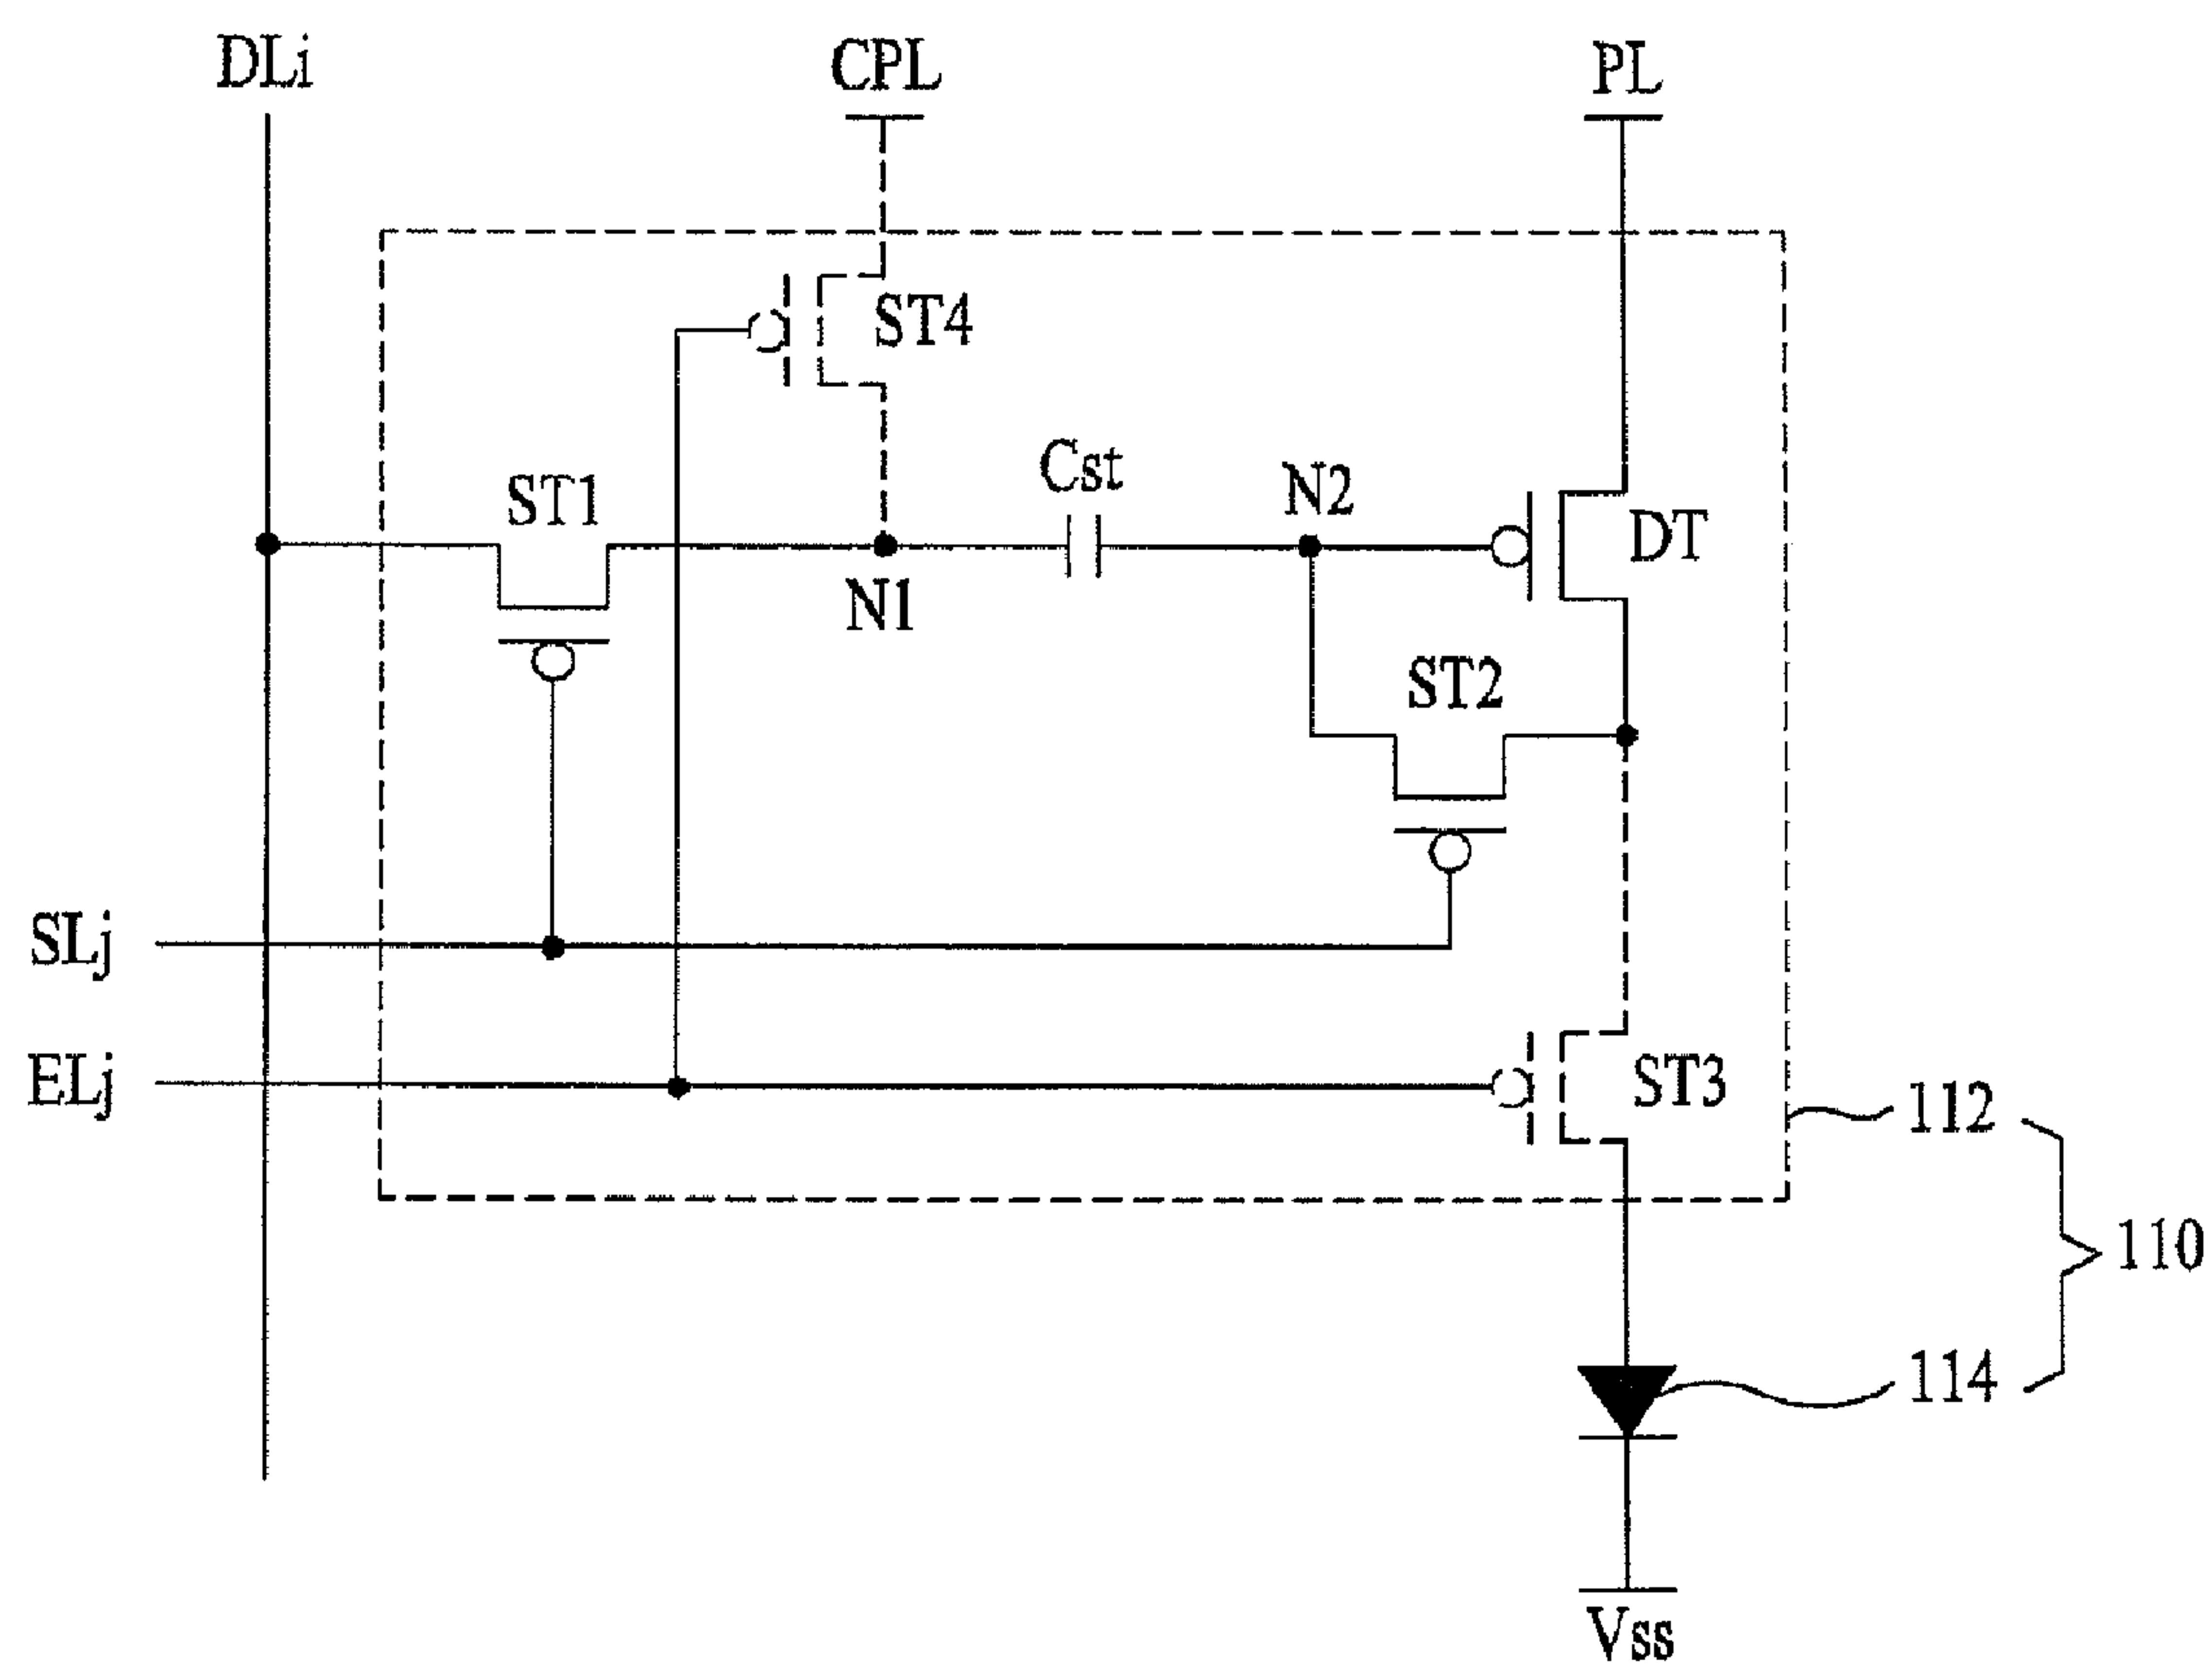 DLi
CPL
PL
ST4
ST1
Cst
N2
DT
N1
ST2
SLj
ELj
ST3
112
110
114
Vss